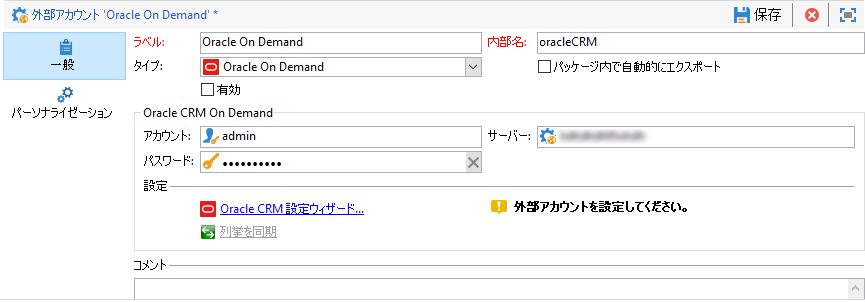 外部アカウント 'Oracle On Demand' *
保存
一般
パーソナライゼーション
ラベル: Oracle On Demand 内部名: oracleCRM
タイプ: Oracle On Demand パッケージ内で自動的にエクスポート
有効
Oracle CRM On Demand
アカウント: admin サーバー:
パスワード: ••••••••••
設定
Oracle CRM 設定ウィザード... 外部アカウントを設定してください。
列挙を同期
コメント